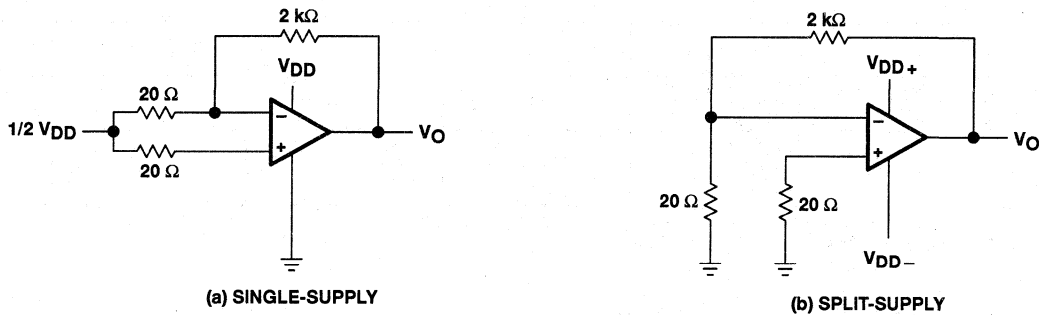 2 kΩ
VDD
20 Ω
1/2 VDD
20 Ω
−
+
VO
(a) SINGLE-SUPPLY
2 kΩ
VDD+
−
+
VO
20 Ω
20 Ω
VDD−
(b) SPLIT-SUPPLY